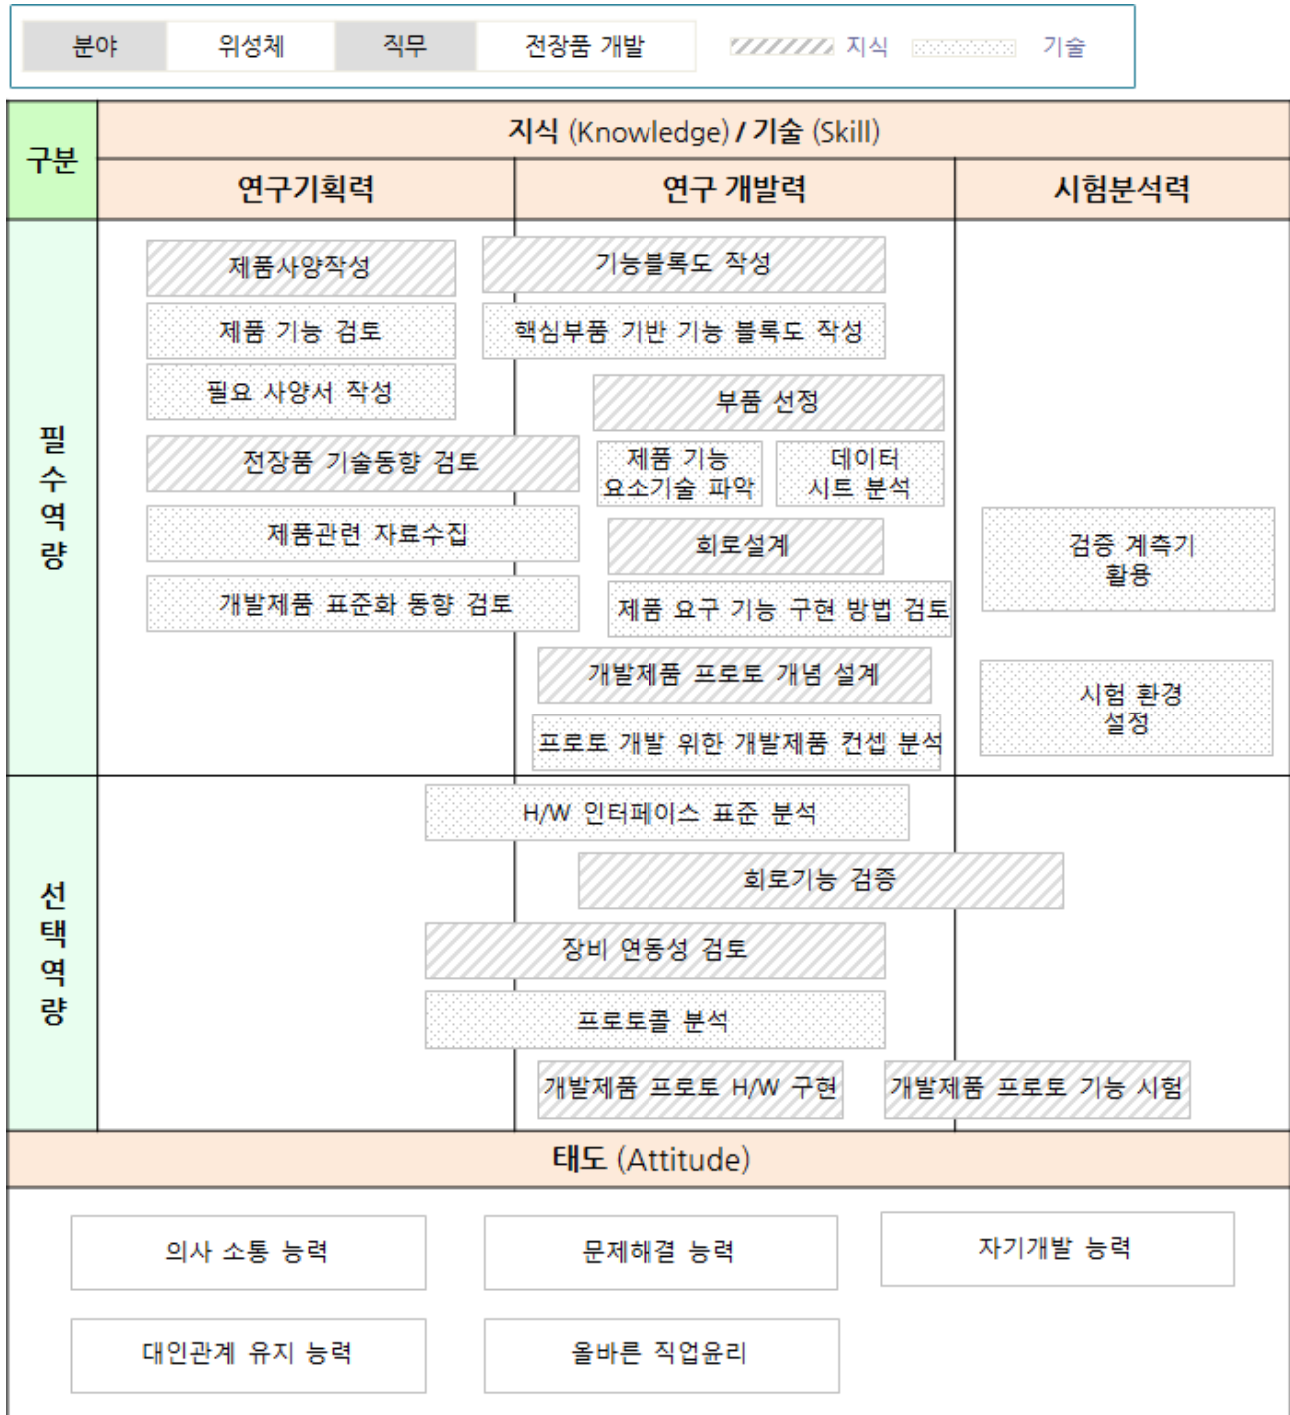 분야 위성체 직무 전장품 개발 지식 기술
구분
지식 (Knowledge) / 기술 (Skill)
연구기획력 연구 개발력 시험분석력
필수역량
제품사양작성
제품 기능 검토
필요 사양서 작성
전장품 기술동향 검토
제품관련 자료수집
개발제품 표준화 동향 검토
기능블록도 작성
핵심부품 기반 기능 블록도 작성
부품 선정
제품 기능
요소기술 파악
데이터
시트 분석
회로설계
제품 요구 기능 구현 방법 검토
개발제품 프로토 개념 설계
프로토 개발 위한 개발제품 컨셉 분석
검증 계측기
활용
시험 환경
설정
선택역량
H/W 인터페이스 표준 분석
회로기능 검증
장비 연동성 검토
프로토콜 분석
개발제품 프로토 H/W 구현
개발제품 프로토 기능 시험
태도 (Attitude)
의사 소통 능력
문제해결 능력
자기개발 능력
대인관계 유지 능력
올바른 직업윤리